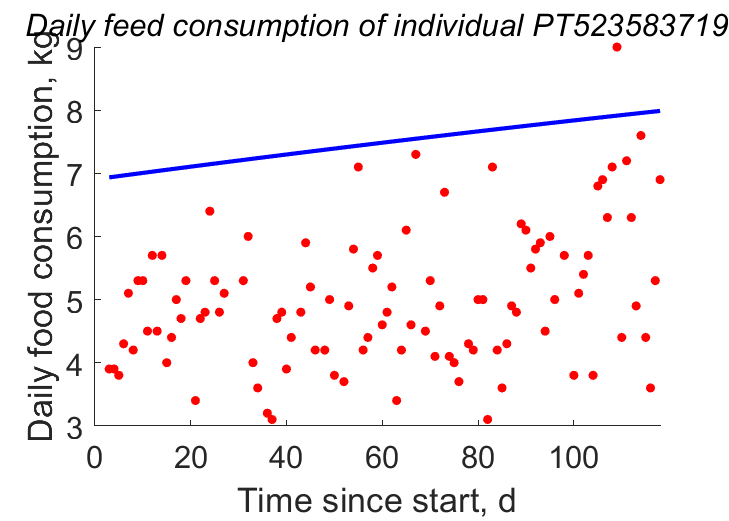 Daily feed consumption of individual PT523583719
Daily food consumption, kg
9
8
7
6
5
4
3
0 20 40 60 80 100
Time since start, d